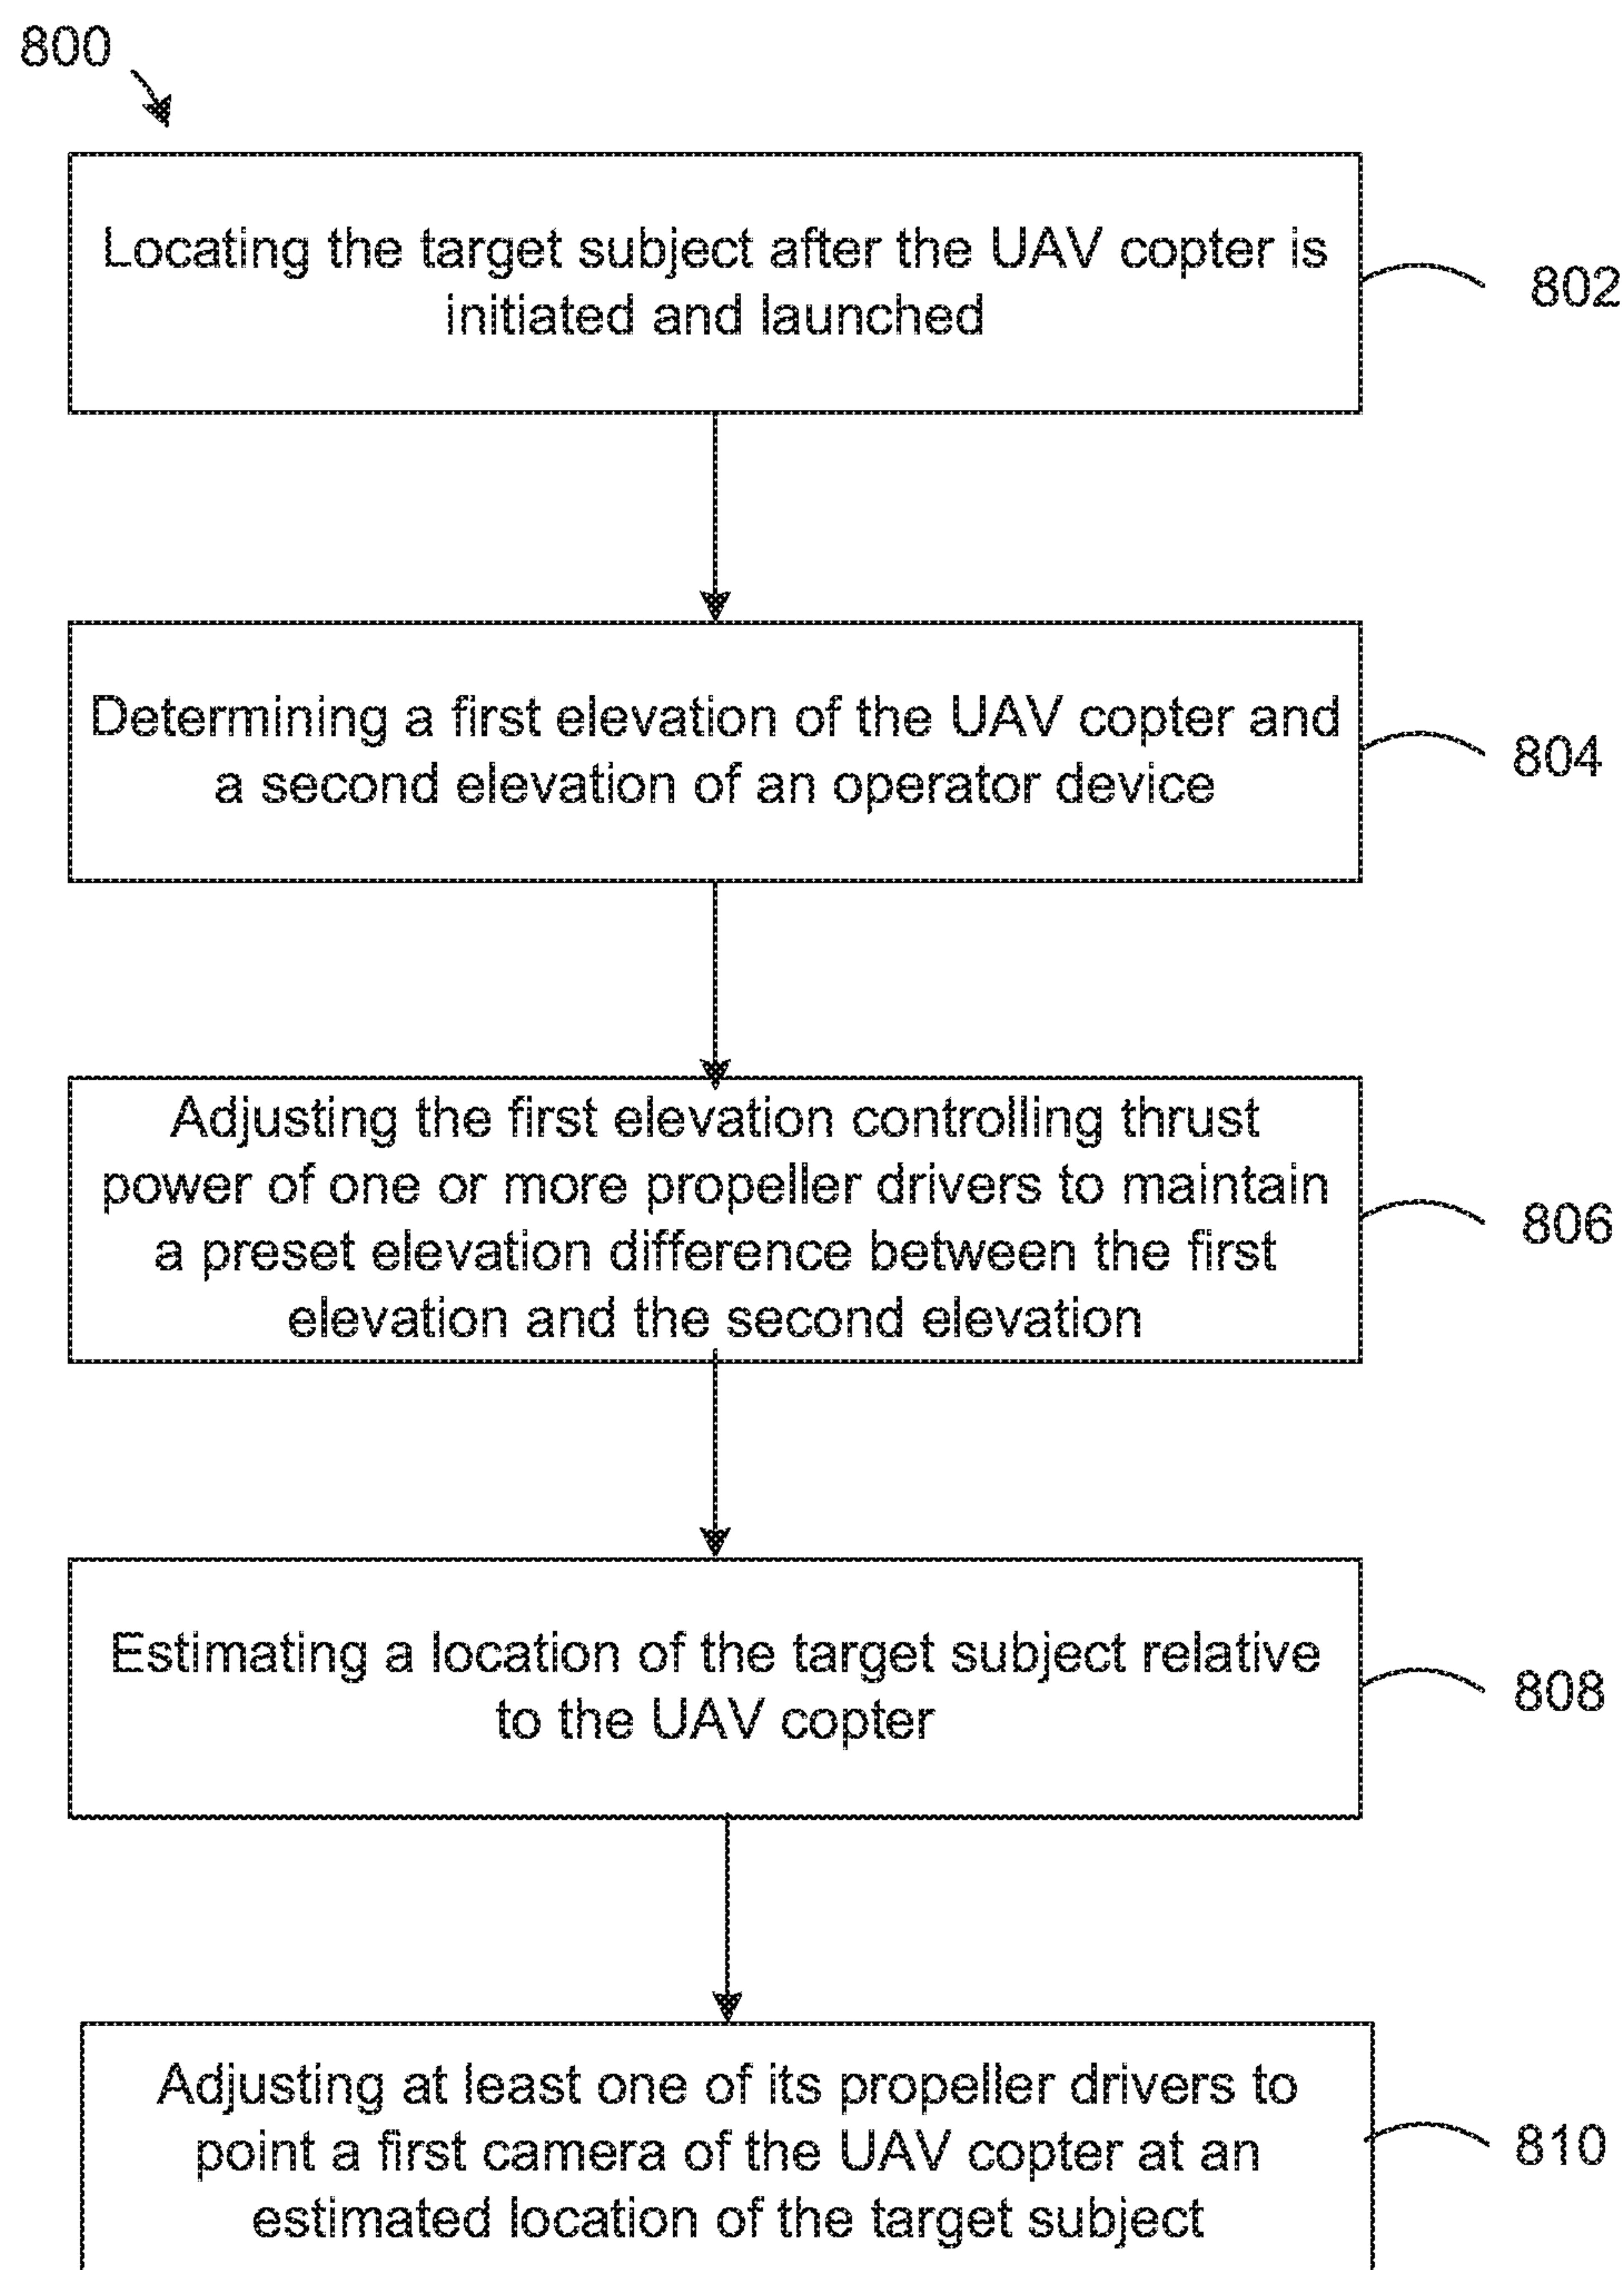 800
Locating the target subject after the UAV copter is
initiated and launched
802
Determining a first elevation of the UAV copter and
a second elevation of an operator device
804
Adjusting the first elevation controlling thrust
power of one or more propeller drivers to maintain
a preset elevation difference between the first
elevation and the second elevation
806
Estimating a location of the target subject relative
to the UAV copter
808
Adjusting at least one of its propeller drivers to
point a first camera of the UAV copter at an
estimated location of the target subject
810